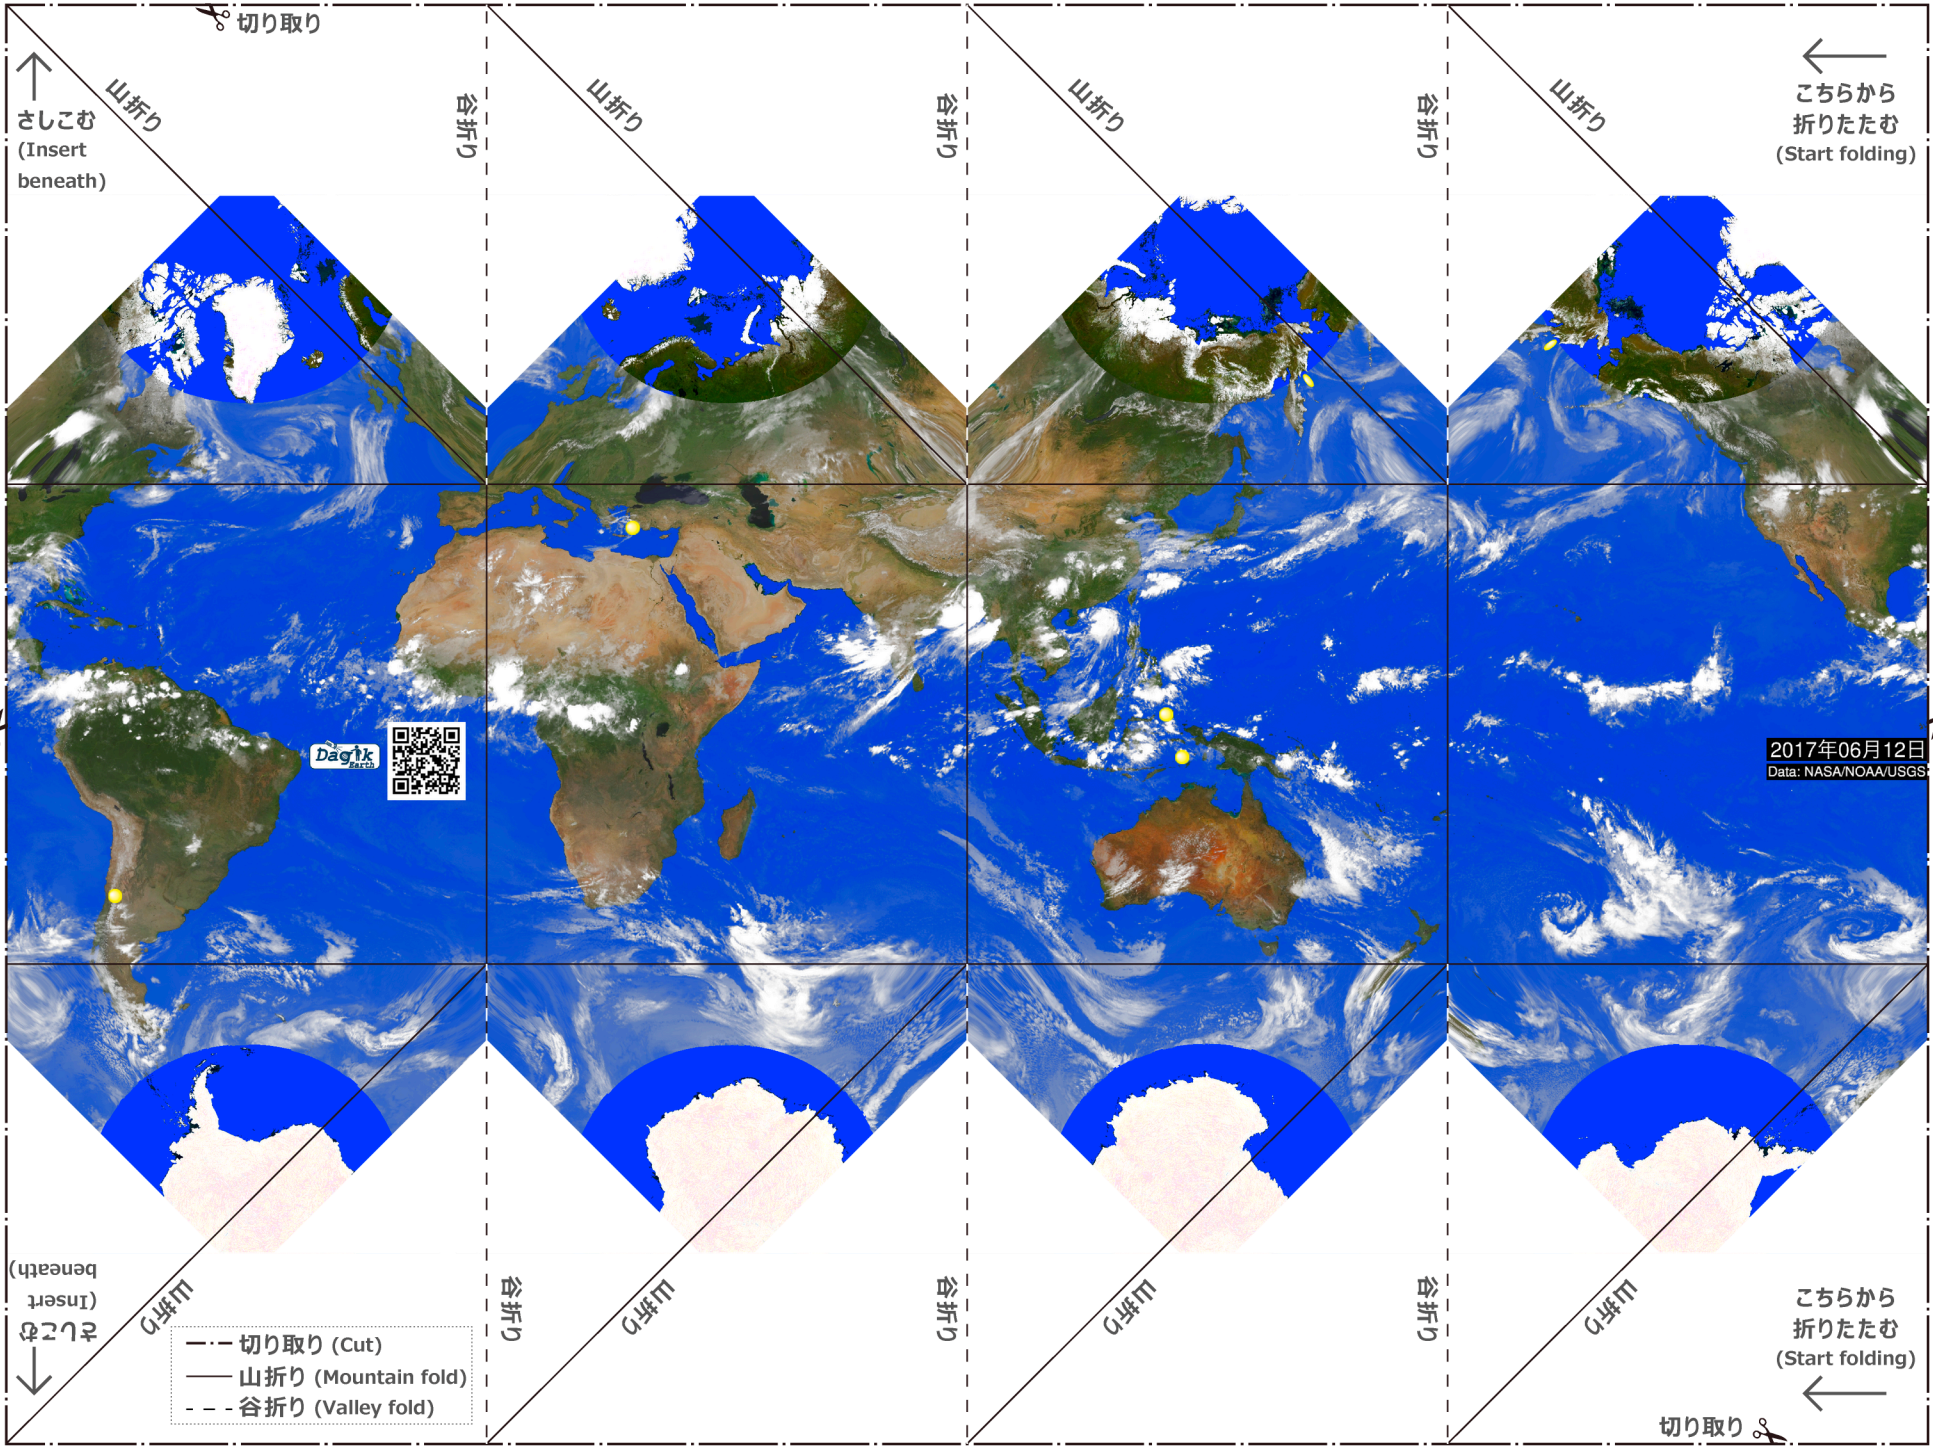 切り取り
さしこむ
(Insert
beneath)
山折り
谷折り
山折り
谷折り
山折り
谷折り
山折り
こちらから
折りたたむ
(Start folding)
Dagik
Earth
2017年06月12日
Data: NASA/NOAA/USGS
さしこむ
(Insert
beneath)
山折り
谷折り
山折り
谷折り
山折り
谷折り
山折り
こちらから
折りたたむ
(Start folding)
切り取り (Cut)
山折り (Mountain fold)
谷折り (Valley fold)
切り取り